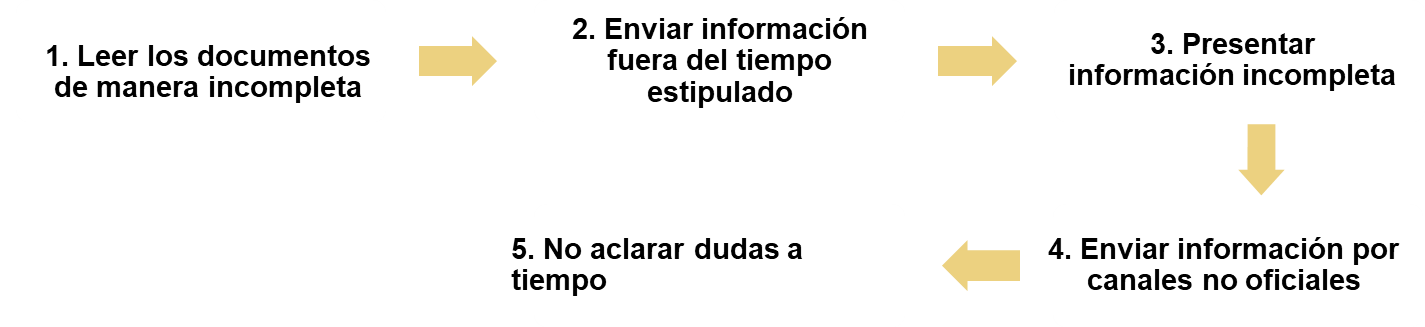 1. Leer los documentos
de manera incompleta
2. Enviar información
fuera del tiempo
estipulado
3. Presentar
información incompleta
4. Enviar información por
canales no oficiales
5. No aclarar dudas a
tiempo